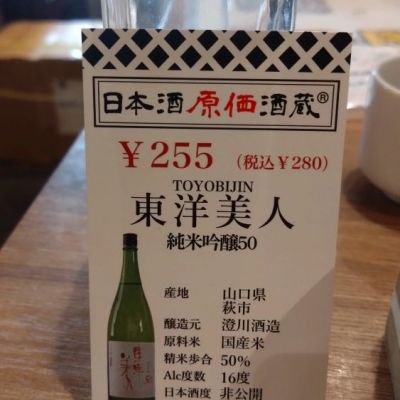 日本酒原価酒蔵®
￥255 (税込￥280)
TOYOBIJIN
東洋美人
純米吟醸50
産地 山口県
萩市
醸造元 澄川酒造
原料米 国産米
精米歩合 50%
Alc度数 16度
日本酒度 非公開